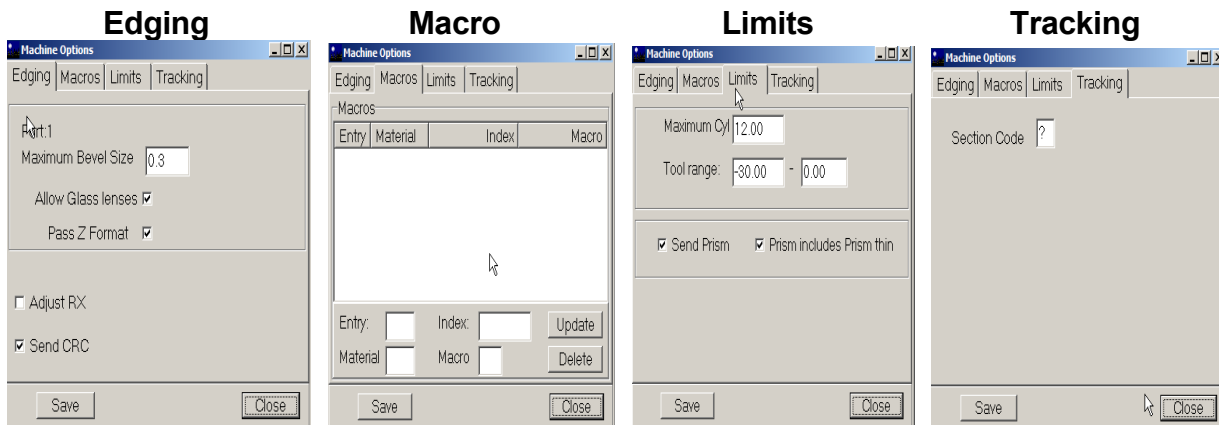 Edging
Machine Options
Edging Macros Limits Tracking
Port:1
Maximum Bevel Size 0.3
Allow Glass lenses
Pass Z Format
Adjust RX
Send CRC
Save Close
Macro
Machine Options
Edging Macros Limits Tracking
Macros
Entry Material Index Macro
Entry: Index: Update
Material Macro Delete
Save Close
Limits
Machine Options
Edging Macros Limits Tracking
Maximum Cyl 12.00
Tool range: -30.00 - 0.00
Send Prism Prism includes Prism thin
Save Close
Tracking
Machine Options
Edging Macros Limits Tracking
Section Code ?
Save Close